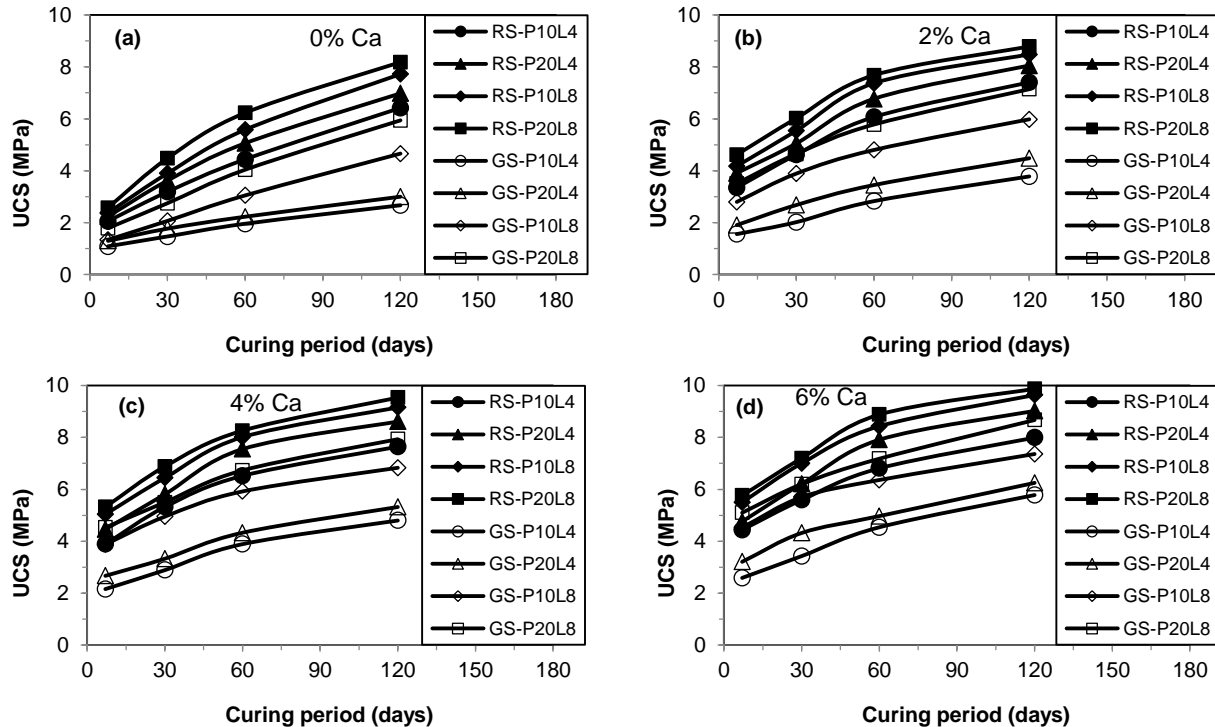 (a) 0% Ca
UCS (MPa)
10
8
6
4
2
0
0 30 60 90 120 150 180
Curing period (days)
RS-P10L4
RS-P20L4
RS-P10L8
RS-P20L8
GS-P10L4
GS-P20L4
GS-P10L8
GS-P20L8
(b) 2% Ca
UCS (MPa)
10
8
6
4
2
0
0 30 60 90 120 150 180
Curing period (days)
RS-P10L4
RS-P20L4
RS-P10L8
RS-P20L8
GS-P10L4
GS-P20L4
GS-P10L8
GS-P20L8
(c) 4% Ca
UCS (MPa)
10
8
6
4
2
0
0 30 60 90 120 150 180
Curing period (days)
RS-P10L4
RS-P20L4
RS-P10L8
RS-P20L8
GS-P10L4
GS-P20L4
GS-P10L8
GS-P20L8
(d) 6% Ca
UCS (MPa)
10
8
6
4
2
0
0 30 60 90 120 150 180
Curing period (days)
RS-P10L4
RS-P20L4
RS-P10L8
RS-P20L8
GS-P10L4
GS-P20L4
GS-P10L8
GS-P20L8